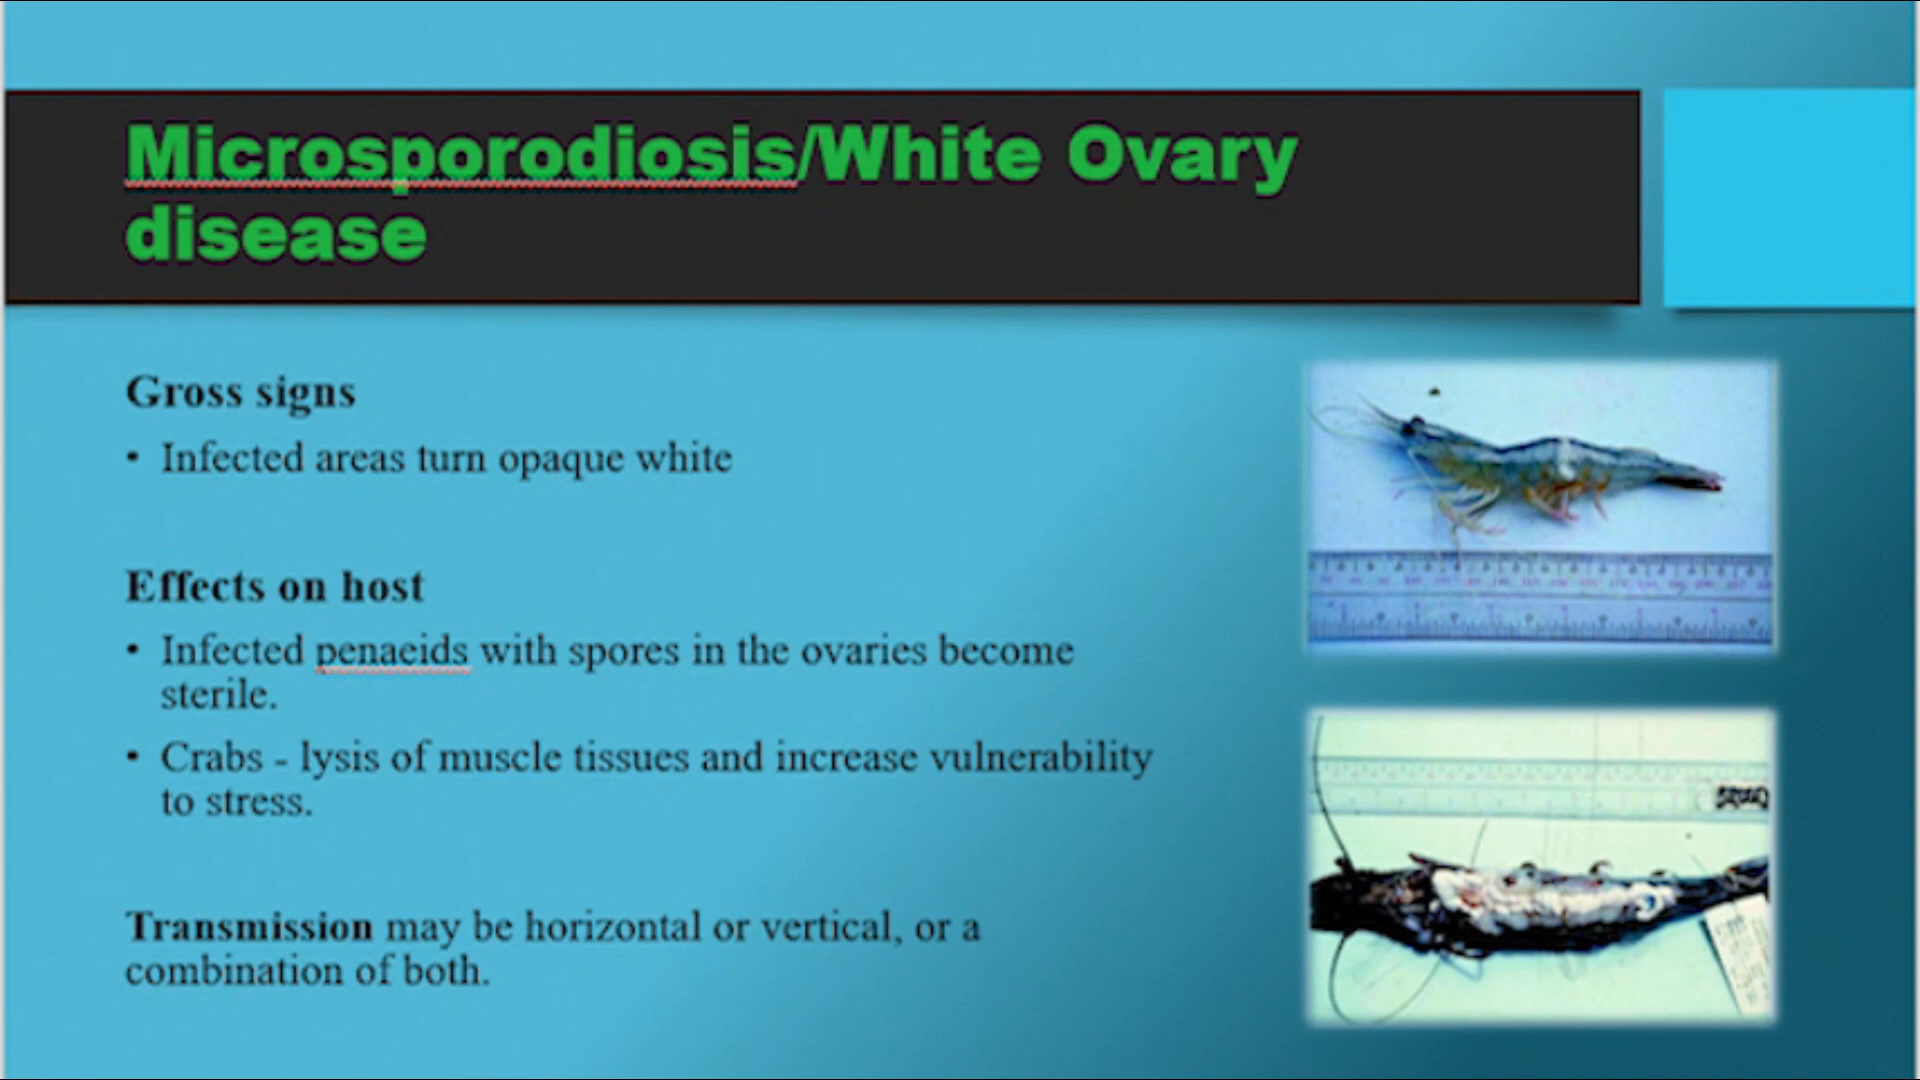 Microsporodiosis/White Ovary
disease
Gross signs
• Infected areas turn opaque white
Effects on host
• Infected penaeids with spores in the ovaries become
sterile.
• Crabs - lysis of muscle tissues and increase vulnerability
to stress.
Transmission may be horizontal or vertical, or a
combination of both.